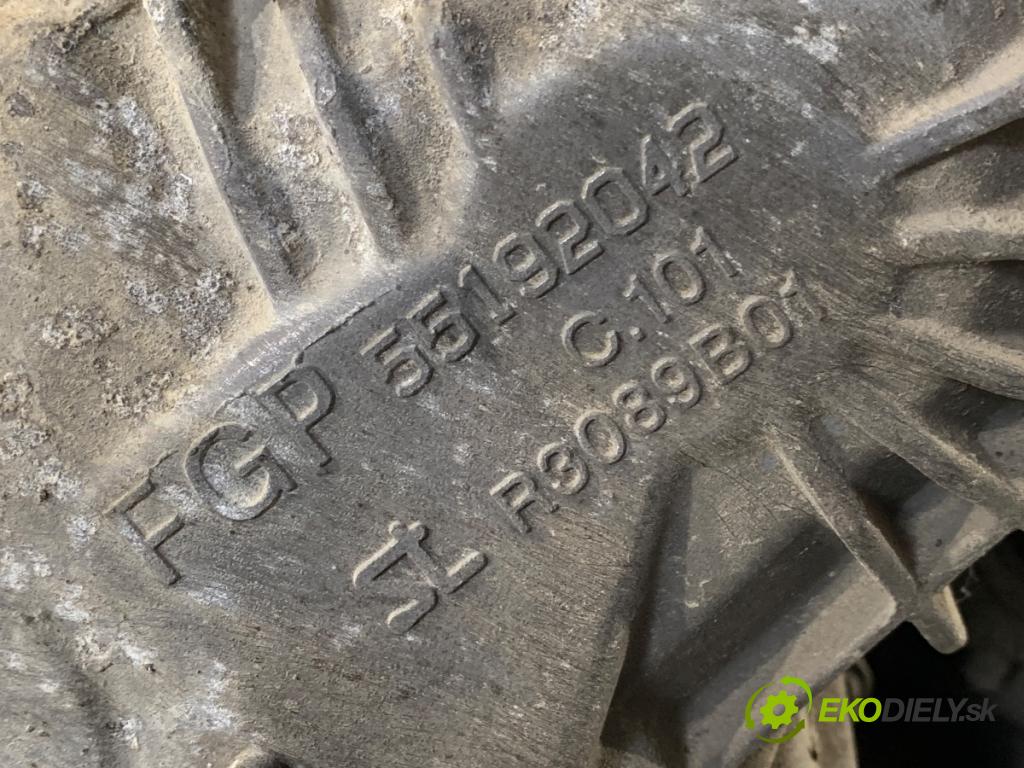 FGP 55192042
C.101
R3089B01
EKODIELY.sk